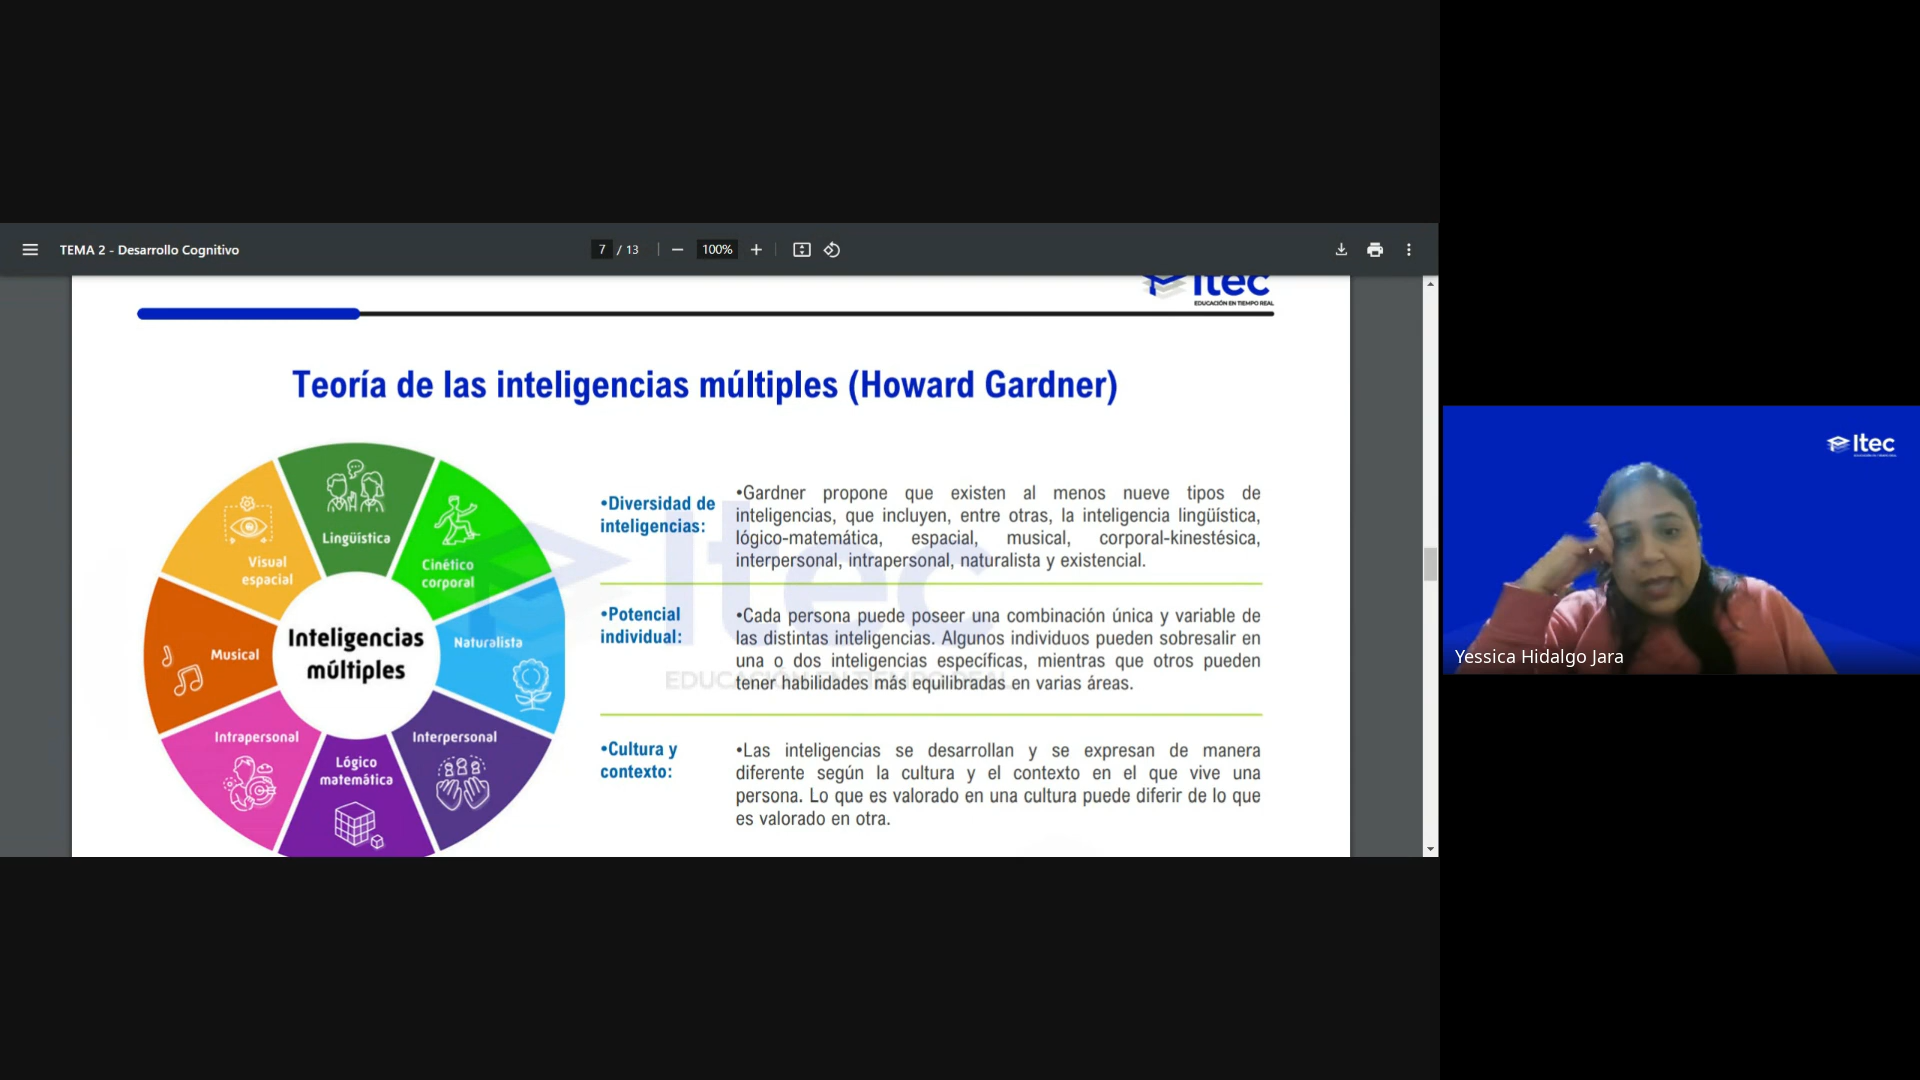 TEMA 2 - Desarrollo Cognitivo
7 / 13
100%
Itec
EDUCACIÓN EN TIEMPO REAL
Teoría de las inteligencias múltiples (Howard Gardner)
Lingüística
Cinético
corporal
Naturalista
Interpersonal
Lógico
matemática
Intrapersonal
Musical
Visual
espacial
Inteligencias
múltiples
•Diversidad de
inteligencias:
•Gardner propone que existen al menos nueve tipos de
inteligencias, que incluyen, entre otras, la inteligencia lingüística,
lógico-matemática, espacial, musical, corporal-kinestésica,
interpersonal, intrapersonal, naturalista y existencial.
•Potencial
individual:
•Cada persona puede poseer una combinación única y variable de
las distintas inteligencias. Algunos individuos pueden sobresalir en
una o dos inteligencias específicas, mientras que otros pueden
tener habilidades más equilibradas en varias áreas.
•Cultura y
contexto:
•Las inteligencias se desarrollan y se expresan de manera
diferente según la cultura y el contexto en el que vive una
persona. Lo que es valorado en una cultura puede diferir de lo que
es valorado en otra.
Itec
EDUCACIÓN EN TIEMPO REAL
Itec
Yessica Hidalgo Jara